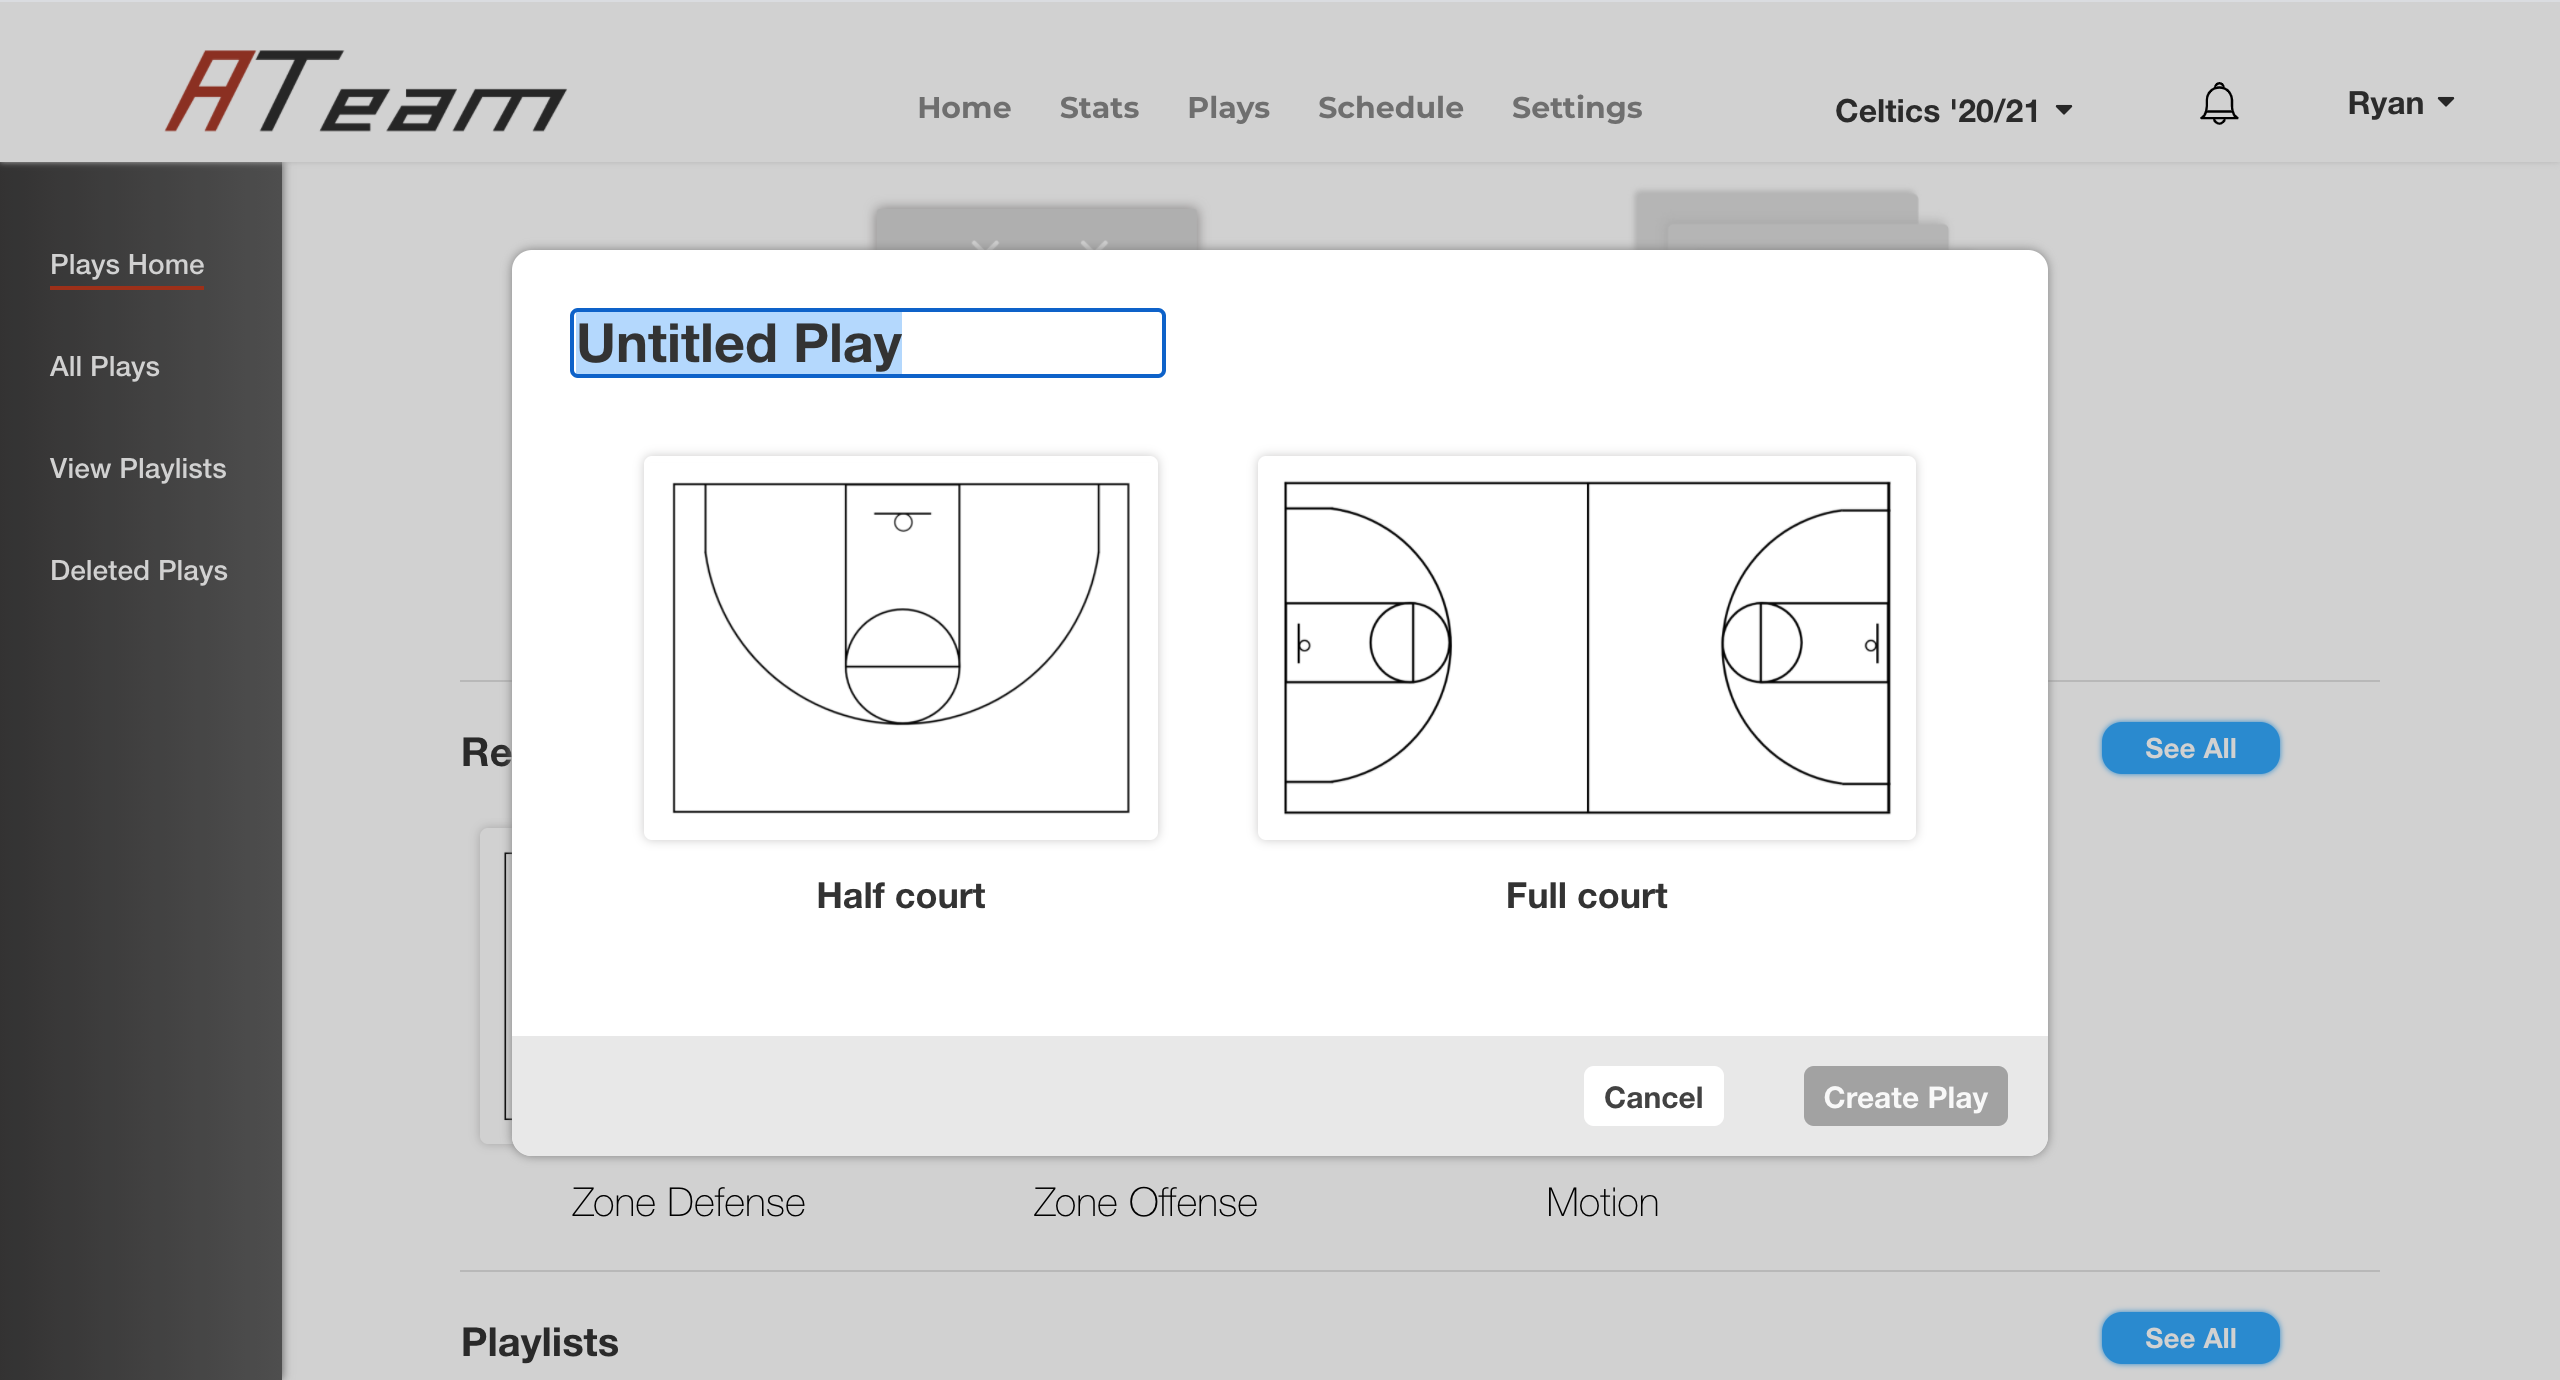 ATeam
Home Stats Plays Schedule Settings
Celtics '20/21
Ryan
Plays Home
All Plays
View Playlists
Deleted Plays
Untitled Play
Half court
Full court
Cancel
Create Play
Re
See All
Zone Defense
Zone Offense
Motion
Playlists
See All